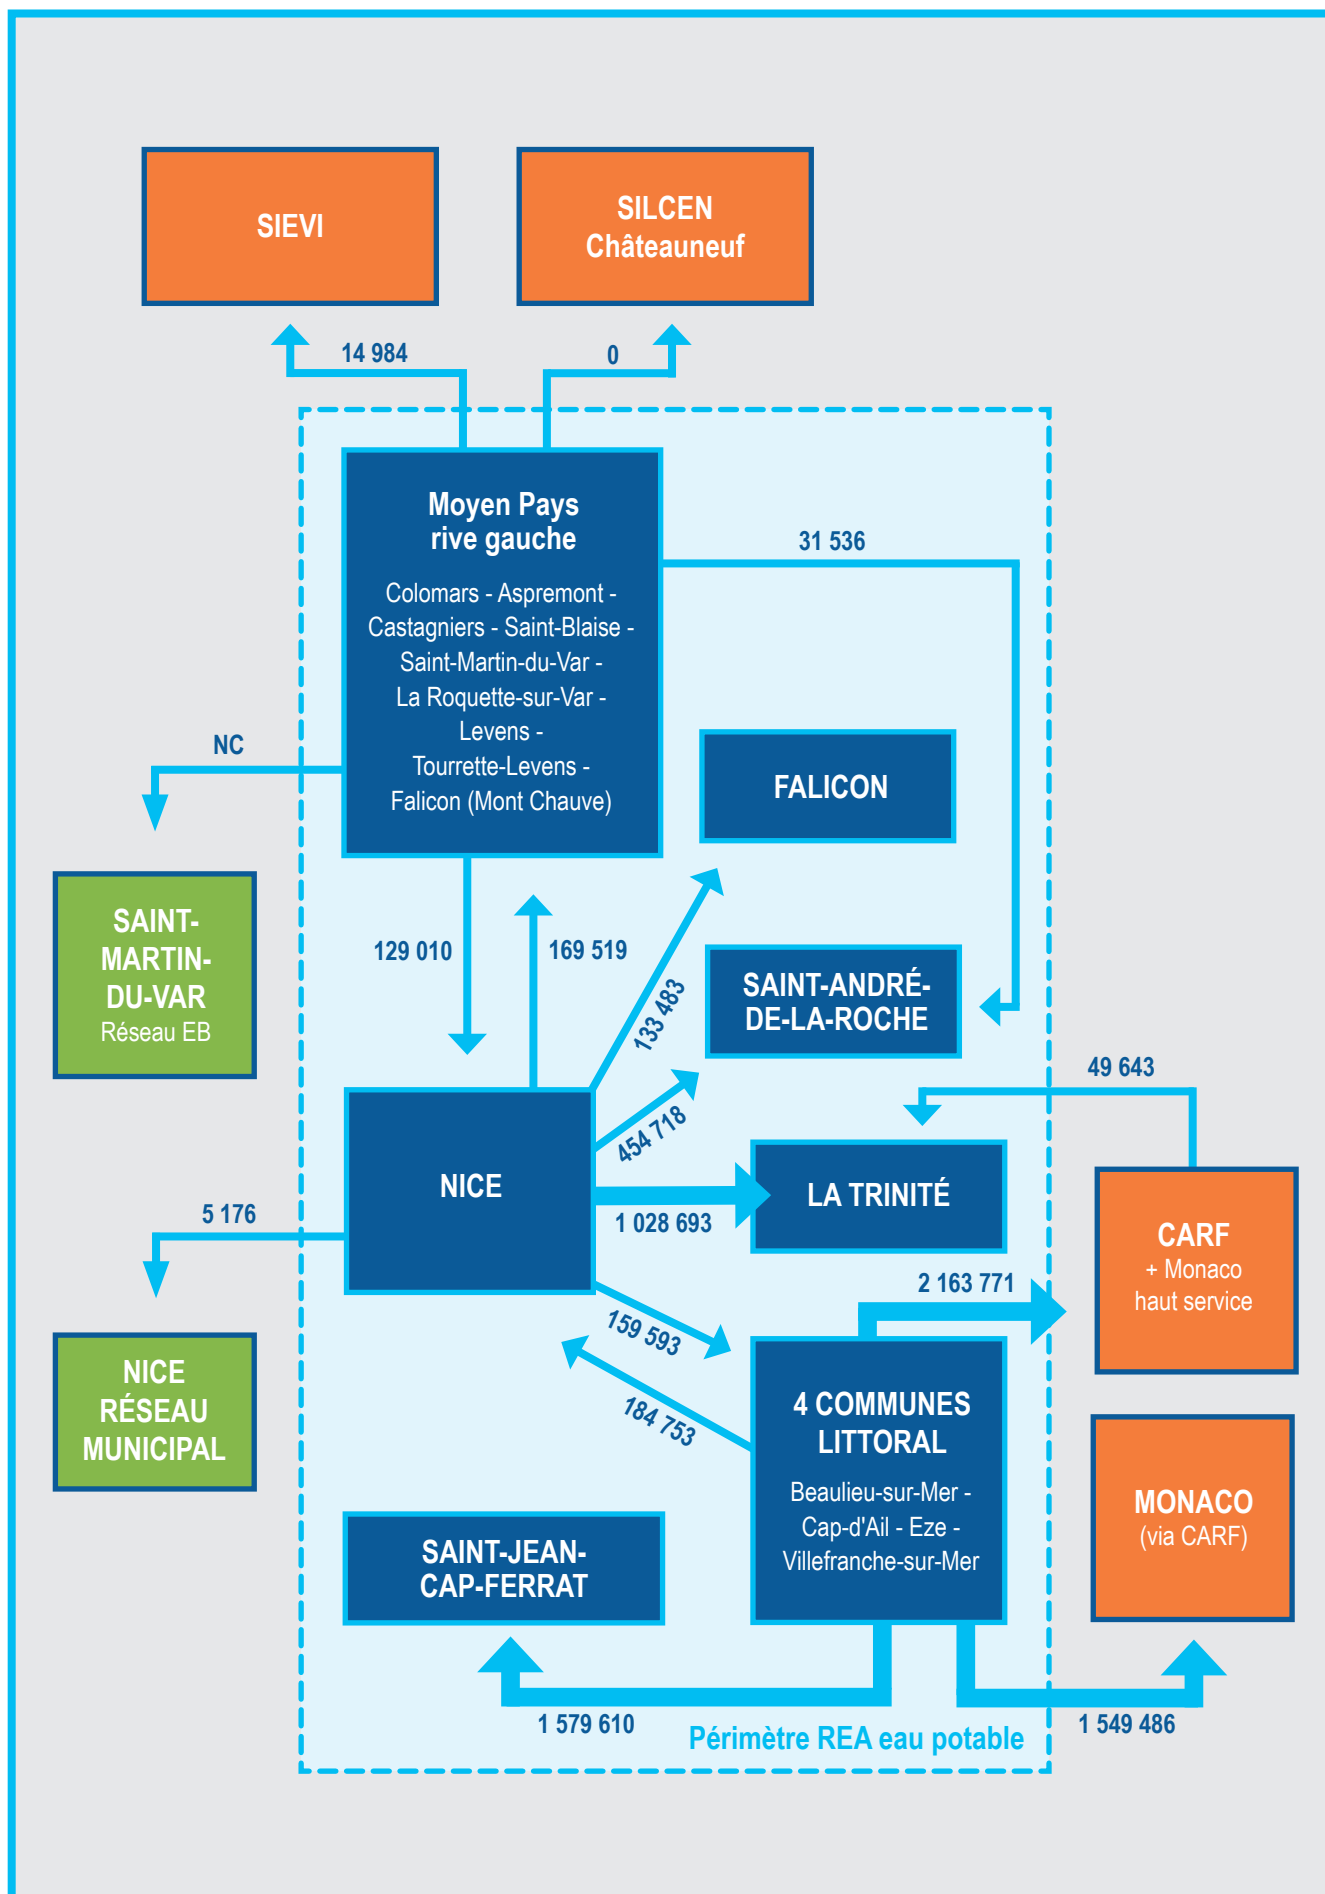 SIEVI
SILCEN
Châteauneuf
14 984
0
Moyen Pays
rive gauche
Colomars - Aspremont -
Castagniers - Saint-Blaise -
Saint-Martin-du-Var -
La Roquette-sur-Var -
Levens -
Tourrette-Levens -
Falicon (Mont Chauve)
31 536
NC
FALICON
SAINT-
MARTIN-
DU-VAR
Réseau EB
129 010
169 519
133 483
SAINT-ANDRÉ-
DE-LA-ROCHE
454 718
49 643
NICE
1 028 693
LA TRINITÉ
5 176
CARF
+ Monaco
haut service
2 163 771
159 593
184 753
NICE
RÉSEAU
MUNICIPAL
4 COMMUNES
LITTORAL
Beaulieu-sur-Mer -
Cap-d'Ail - Eze -
Villefranche-sur-Mer
MONACO
(via CARF)
SAINT-JEAN-
CAP-FERRAT
1 579 610
1 549 486
Périmètre REA eau potable